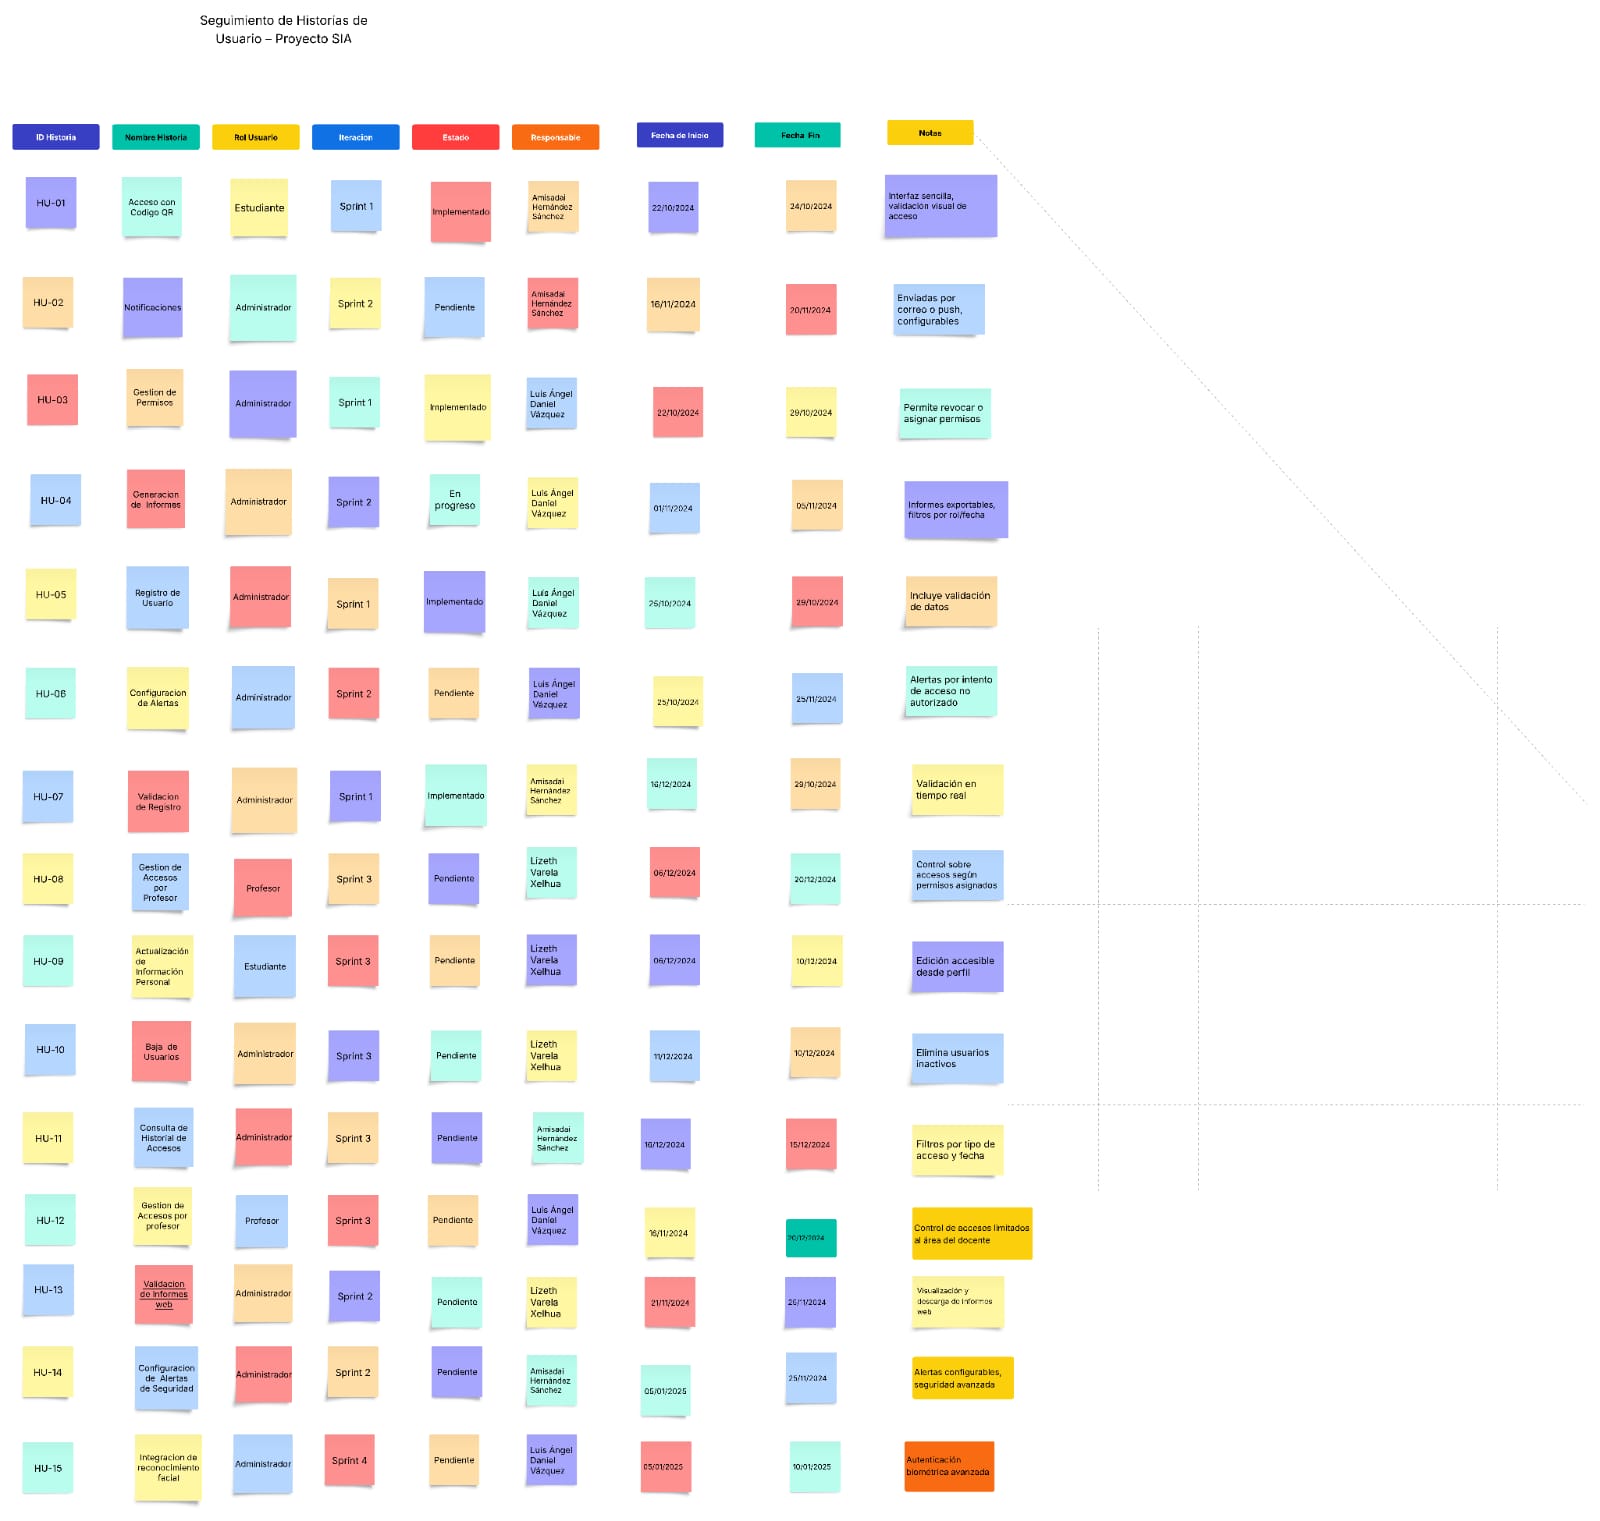 Seguimiento de Historias de
Usuario – Proyecto SIA
ID Historia
Nombre Historia
Rol Usuario
Iteracion
Estado
Responsable
Fecha de Inicio
Fecha Fin
Notas
HU-01
Acceso con
Codigo QR
Estudiante
Sprint 1
Implementado
Amisadai
Hernández
Sánchez
22/10/2024
24/10/2024
Interfaz sencilla,
validación visual de
acceso
HU-02
Notificaciones
Administrador
Sprint 2
Pendiente
Amisadai
Hernández
Sánchez
16/11/2024
20/11/2024
Enviadas por
correo o push,
configurables
HU-03
Gestion de
Permisos
Administrador
Sprint 1
Implementado
Luis Ángel
Daniel
Vázquez
22/10/2024
29/10/2024
Permite revocar o
asignar permisos
HU-04
Generacion
de Informes
Administrador
Sprint 2
En
progreso
Luis Ángel
Daniel
Vázquez
01/11/2024
05/11/2024
Informes exportables,
filtros por rol/fecha
HU-05
Registro de
Usuario
Administrador
Sprint 1
Implementado
Luis Ángel
Daniel
Vázquez
25/10/2024
29/10/2024
Incluye validación
de datos
HU-06
Configuracion
de Alertas
Administrador
Sprint 2
Pendiente
Luis Ángel
Daniel
Vázquez
25/10/2024
25/11/2024
Alertas por intento
de acceso no
autorizado
HU-07
Validacion
de Registro
Administrador
Sprint 1
Implementado
Amisadai
Hernández
Sánchez
16/12/2024
29/10/2024
Validación en
tiempo real
HU-08
Gestion de
Accesos
por
Profesor
Profesor
Sprint 3
Pendiente
Lizeth
Varela
Xelhua
06/12/2024
20/12/2024
Control sobre
accesos según
permisos asignados
HU-09
Actualización
de
Información
Personal
Estudiante
Sprint 3
Pendiente
Lizeth
Varela
Xelhua
06/12/2024
10/12/2024
Edición accesible
desde perfil
HU-10
Baja de
Usuarios
Administrador
Sprint 3
Pendiente
Lizeth
Varela
Xelhua
11/12/2024
10/12/2024
Elimina usuarios
inactivos
HU-11
Consulta de
Historial de
Accesos
Administrador
Sprint 3
Pendiente
Amisadai
Hernández
Sánchez
16/12/2024
15/12/2024
Filtros por tipo de
acceso y fecha
HU-12
Gestion de
Accesos por
profesor
Profesor
Sprint 3
Pendiente
Luis Ángel
Daniel
Vázquez
16/11/2024
20/12/2024
Control de accesos limitados
al área del docente
HU-13
Validacion
de Informes
web
Administrador
Sprint 2
Pendiente
Lizeth
Varela
Xelhua
21/11/2024
26/11/2024
Visualización y
descarga de informes
web
HU-14
Configuracion
de Alertas
de Seguridad
Administrador
Sprint 2
Pendiente
Amisadai
Hernández
Sánchez
05/01/2025
25/11/2024
Alertas configurables,
seguridad avanzada
HU-15
Integracion de
reconocimiento
facial
Administrador
Sprint 4
Pendiente
Luis Ángel
Daniel
Vázquez
05/01/2025
10/01/2025
Autenticación
biométrica avanzada